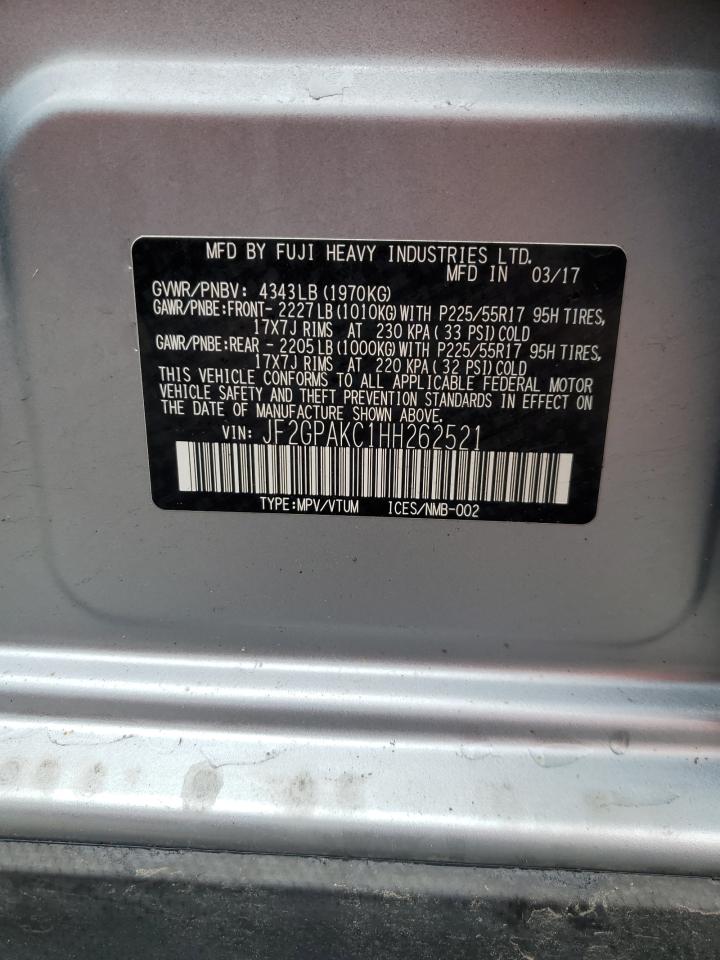 MFD BY FUJI HEAVY INDUSTRIES LTD.
MFD IN 03/17
GVWR/PNBV: 4343LB (1970KG)
GAWR/PNBE:FRONT- 2227LB(1010KG)WITH P225/55R17 95H TIRES,
17X7J RIMS AT 230 KPA(33 PSI)COLD
GAWR/PNBE:REAR - 2205LB(1000KG)WITH P225/55R17 95H TIRES,
17X7J RIMS AT 220 KPA(32 PSI)COLD
THIS VEHICLE CONFORMS TO ALL APPLICABLE FEDERAL MOTOR
VEHICLE SAFETY AND THEFT PREVENTION STANDARDS IN EFFECT ON
THE DATE OF MANUFACTURE SHOWN ABOVE.
VIN: JF2GPAKC1HH262521
TYPE:MPV/VTUM ICES/NMB-002